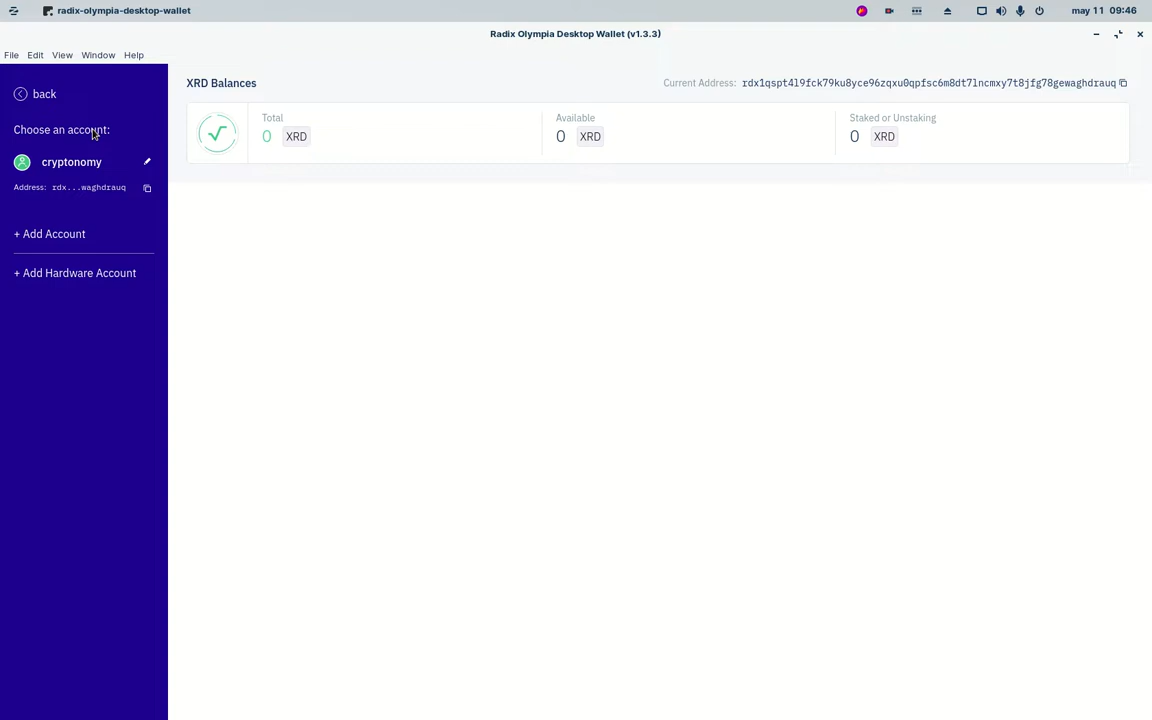 radix-olympia-desktop-wallet
may 11 09:46
Radix Olympia Desktop Wallet (v1.3.3)
File Edit View Window Help
back
Choose an account:
cryptonomy
Address: rdx...waghdrauq
+ Add Account
+ Add Hardware Account
XRD Balances
Current Address: rdx1qspt4l9fck79ku8yce96zqxu0qpfsc6m8dt7lncmxy7t8jfg78gewaghdrauq
Total
0 XRD
Available
0 XRD
Staked or Unstaking
0 XRD